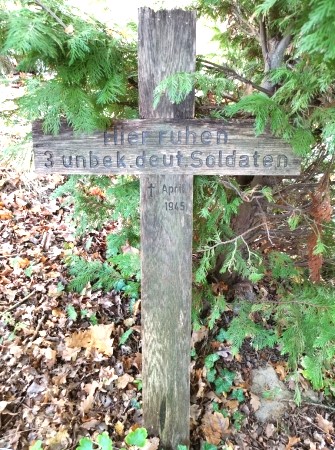 Hier ruhen
3 unbek. deut. Soldaten
† April
1945